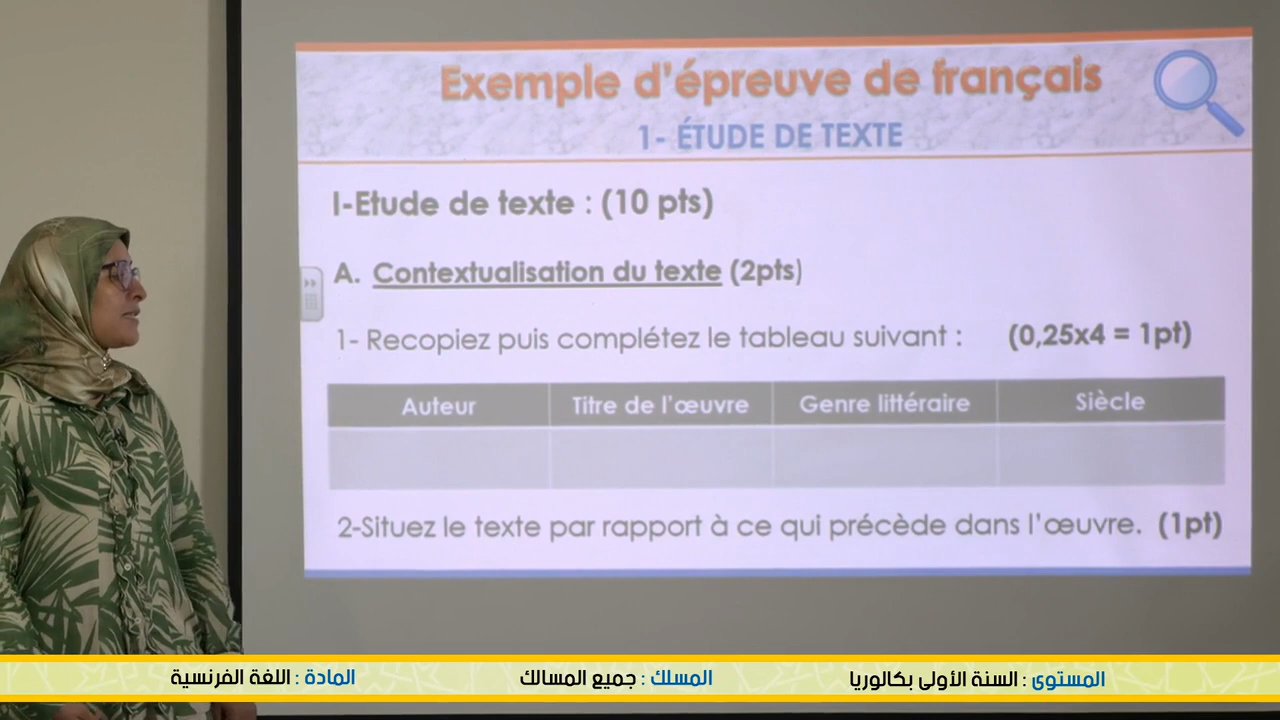 Exemple d'épreuve de français
1- ÉTUDE DE TEXTE
I-Etude de texte : (10 pts)
A. Contextualisation du texte (2pts)
1- Recopiez puis complétez le tableau suivant : (0,25x4 = 1pt)
Auteur Titre de l'œuvre Genre littéraire Siècle
2-Situez le texte par rapport à ce qui précède dans l'œuvre. (1pt)
المستوى : السنة الأولى بكالوريا المسلك : جميع المسالك المادة : اللغة الفرنسية